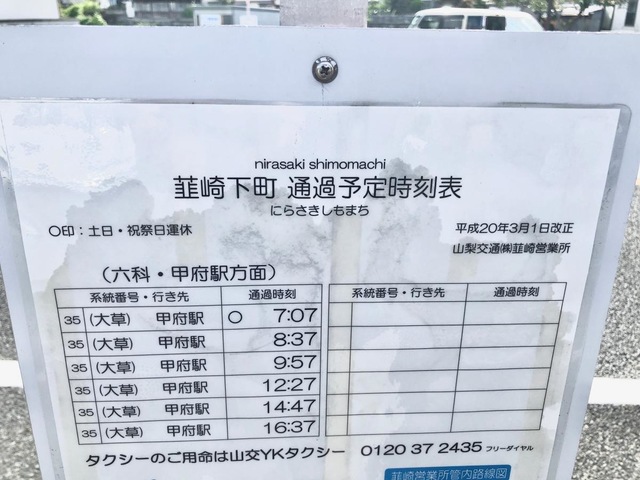 nirasaki shimomachi
韮崎下町 通過予定時刻表
にらさきしもまち
○印：土日・祝祭日運休
平成20年3月1日改正
山梨交通㈱韮崎営業所
（六科・甲府駅方面）
系統番号・行き先 通過時刻 系統番号・行き先 通過時刻
35 (大草) 甲府駅 ○ 7:07
35 (大草) 甲府駅 8:37
35 (大草) 甲府駅 9:57
35 (大草) 甲府駅 12:27
35 (大草) 甲府駅 14:47
35 (大草) 甲府駅 16:37
タクシーのご用命は山交YKタクシー 0120 37 2435 フリーダイヤル
韮崎営業所管内路線図